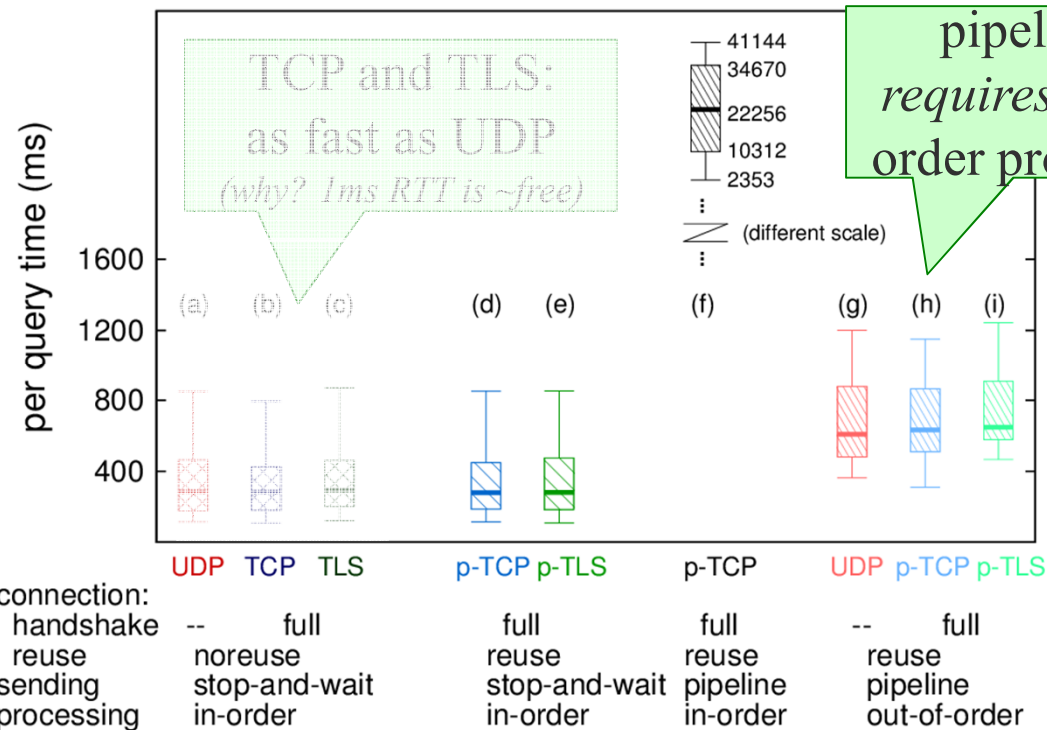 TCP and TLS:
as fast as UDP
(why? 1ms RTT is ~free)
41144
34670
22256
10312
2353
(different scale)
requires
order
per query time (ms)
1600
1200
800
400
(a) (b) (c) (d) (e) (f) (g) (h) (i)
UDP TCP TLS p-TCP p-TLS p-TCP UDP p-TCP p-TLS
connection:
handshake -- full full full -- full
reuse noreuse reuse reuse reuse
sending stop-and-wait stop-and-wait pipeline pipeline
processing in-order in-order in-order out-of-order